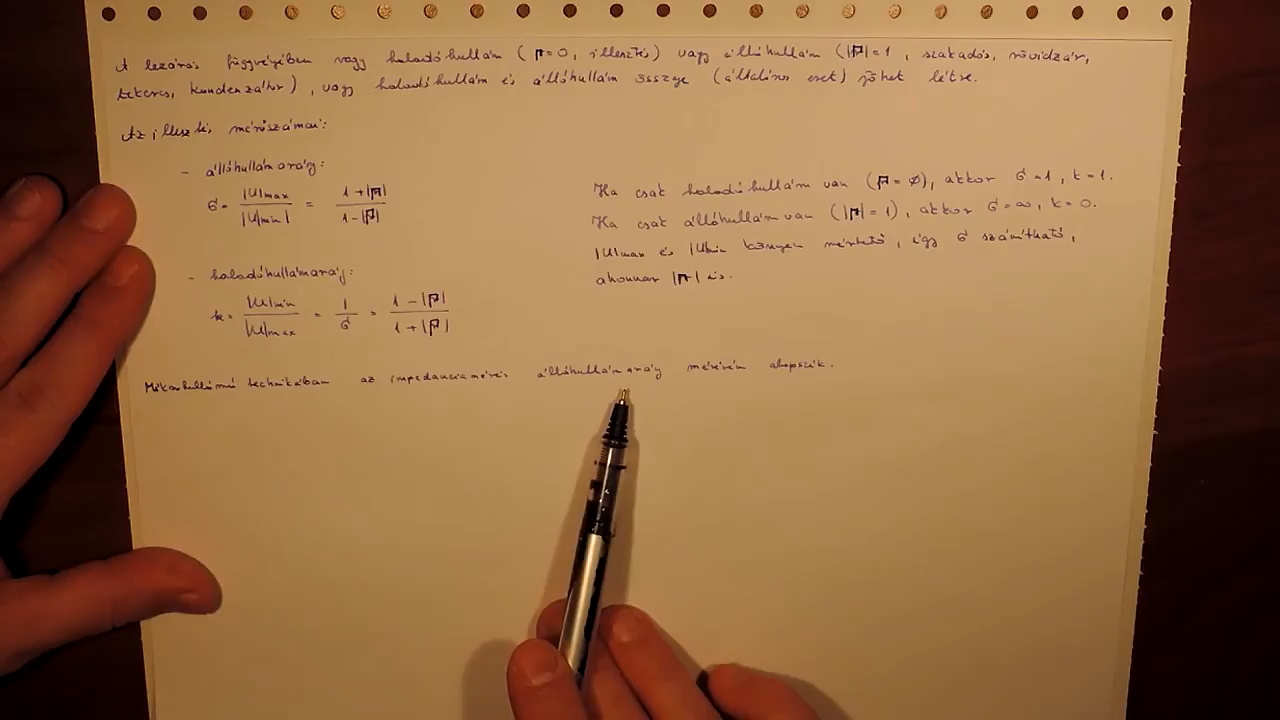 A lezárás függvényében vagy haladóhullám (Γ=0, illesztés) vagy állóhullám (|Γ|=1, szakadás, rövidzár,
tekercs, kondenzátor), vagy haladóhullám és állóhullám összege (általános eset) jöhet létre.
Az illesztés mérőszámai:
- állóhullámarány:
σ = |U|max / |U|min = 1+|Γ| / 1-|Γ|
Ha csak haladóhullám van (Γ=∅), akkor σ=1, k=1.
Ha csak állóhullám van (|Γ|=1), akkor σ=∞, k=0.
|U|max és |U|min könnyen mérhető, így σ számítható,
ahonnan |Γ| is.
- haladóhullámarány:
k = |U|min / |U|max = 1/σ = 1-|Γ| / 1+|Γ|
Mikrohullámú technikában az impedanciamérés állóhullámarány mérésén alapszik.